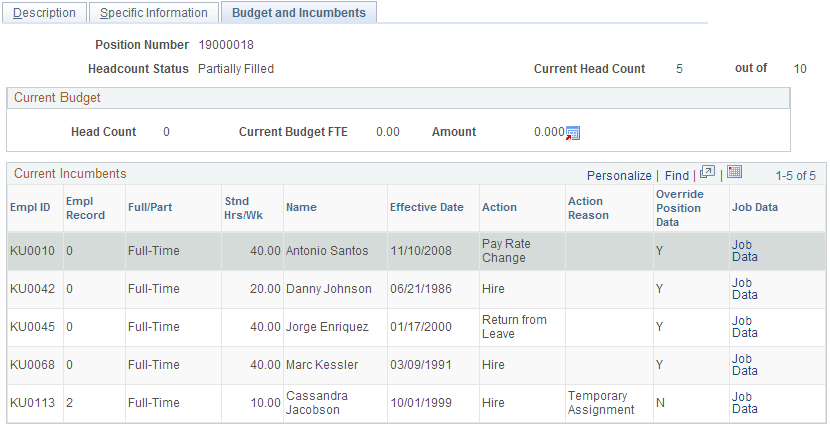 Description Specific Information Budget and Incumbents
Position Number 19000018
Headcount Status Partially Filled Current Head Count 5 out of 10
Current Budget
Head Count 0 Current Budget FTE 0.00 Amount 0.000
Current Incumbents Personalize | Find | | 1-5 of 5
Empl ID Empl Record Full/Part Stnd Hrs/Wk Name Effective Date Action Action Reason Override Position Data Job Data
KU0010 0 Full-Time 40.00 Antonio Santos 11/10/2008 Pay Rate Change Y Job Data
KU0042 0 Full-Time 20.00 Danny Johnson 06/21/1986 Hire Y Job Data
KU0045 0 Full-Time 40.00 Jorge Enriquez 01/17/2000 Return from Leave Y Job Data
KU0068 0 Full-Time 40.00 Marc Kessler 03/09/1991 Hire Y Job Data
KU0113 2 Full-Time 10.00 Cassandra Jacobson 10/01/1999 Hire Temporary Assignment N Job Data